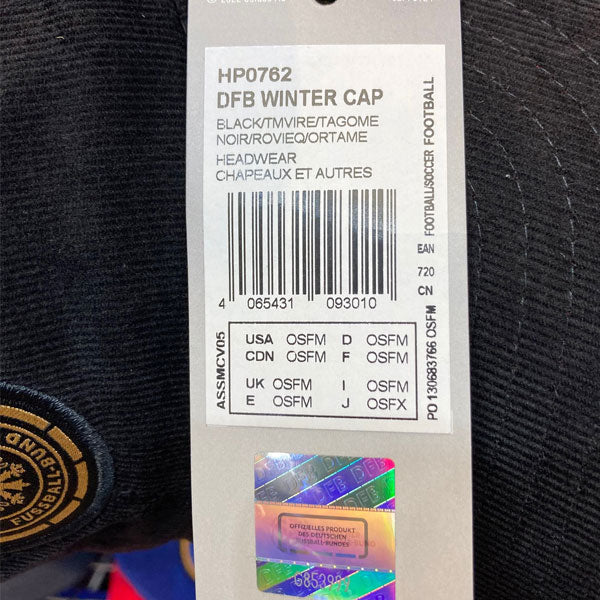 HP0762
DFB WINTER CAP
BLACK/TMVIRE/TAGOME
NOIR/ROVIEQ/ORTAME
HEADWEAR
CHAPEAUX ET AUTRES
4 065431 093010
USA OSFM D OSFM
CDN OSFM F OSFM
UK OSFM I OSFM
E OSFM J OSFX
ASSMCV05
FOOTBALL/SOCCER FOOTBALL
EAN
720
CN
PO 130683766 OSFM
OFFIZIELLES PRODUKT
DES DEUTSCHEN
FUSSBALL-BUNDES
FUSSBALL-BUND